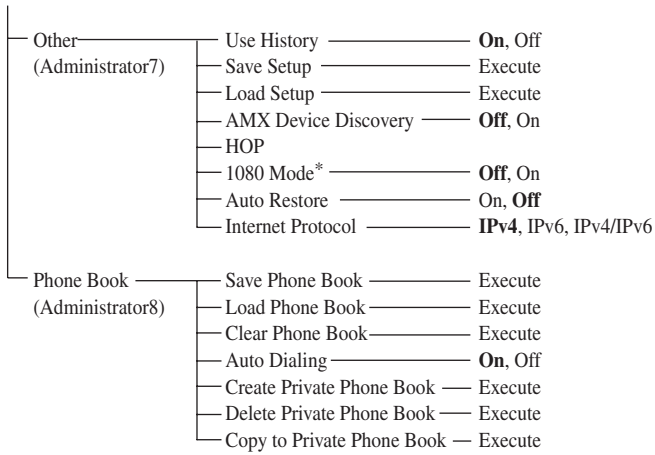 Other Use History On, Off
(Administrator7) Save Setup Execute
Load Setup Execute
AMX Device Discovery Off, On
HOP
1080 Mode* Off, On
Auto Restore On, Off
Internet Protocol IPv4, IPv6, IPv4/IPv6
Phone Book Save Phone Book Execute
(Administrator8) Load Phone Book Execute
Clear Phone Book Execute
Auto Dialing On, Off
Create Private Phone Book Execute
Delete Private Phone Book Execute
Copy to Private Phone Book Execute